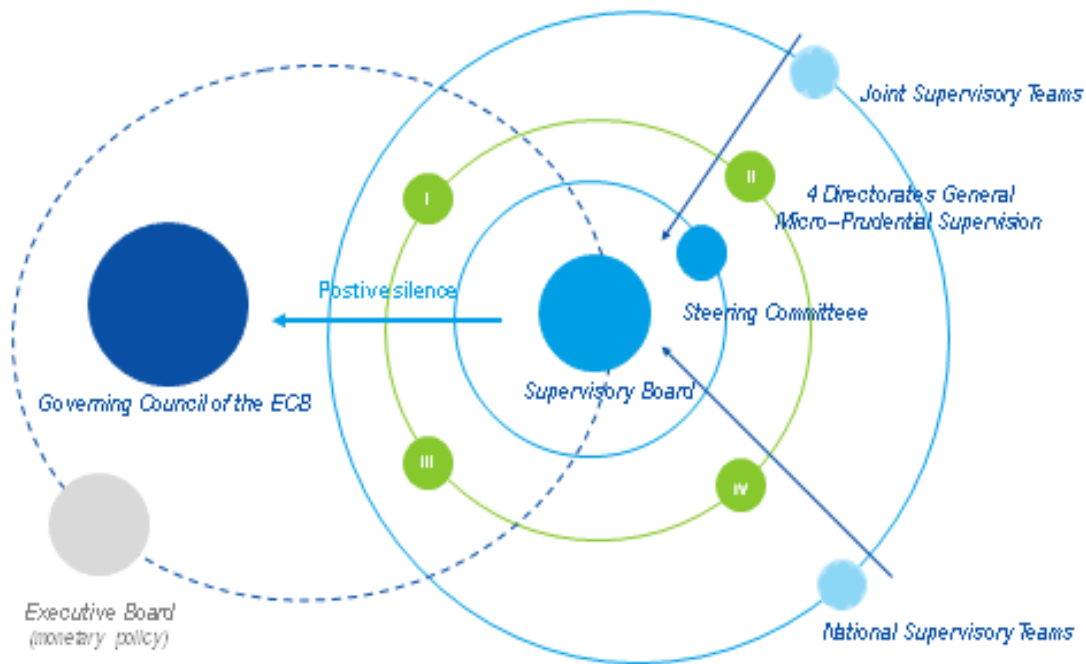 Joint Supervisory Teams
I
II
4 Directorates General
Micro-Prudential Supervision
Postive silence
Steering Committeee
Supervisory Board
Governing Council of the ECB
III
IV
Executive Board
(monetary policy)
National Supervisory Teams